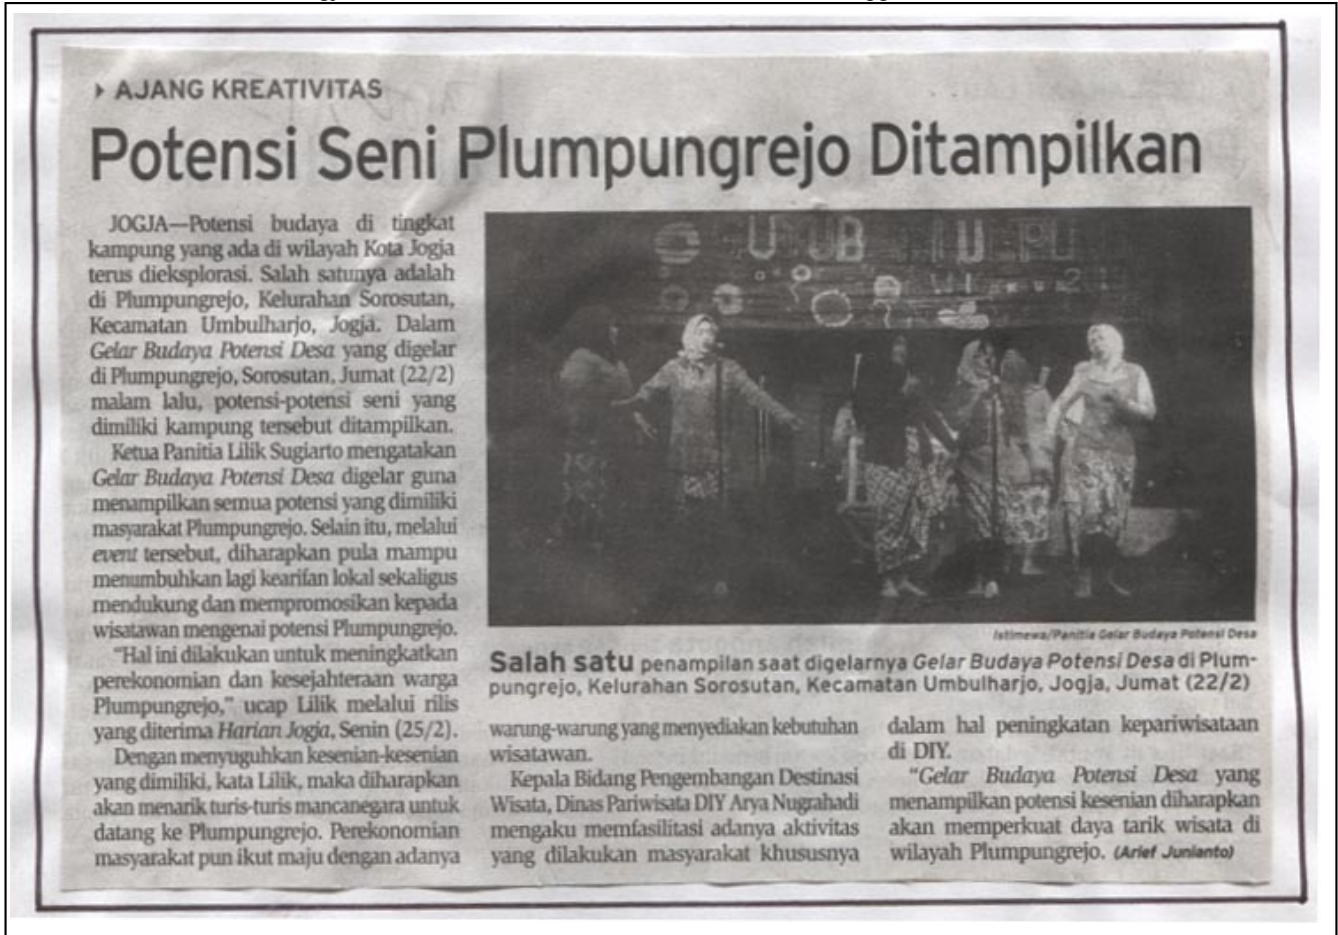 AJANG KREATIVITAS
Potensi Seni Plumpungrejo Ditampilkan
JOGJA—Potensi budaya di tingkat
kampung yang ada di wilayah Kota Jogja
terus dieksplorasi. Salah satunya adalah
di Plumpungrejo, Kelurahan Sorosutan,
Kecamatan Umbulharjo, Jogja. Dalam
Gelar Budaya Potensi Desa yang digelar
di Plumpungrejo, Sorosutan, Jumat (22/2)
malam lalu, potensi-potensi seni yang
dimiliki kampung tersebut ditampilkan.
Ketua Panitia Lilik Sugiarto mengatakan
Gelar Budaya Potensi Desa digelar guna
menampilkan semua potensi yang dimiliki
masyarakat Plumpungrejo. Selain itu, melalui
event tersebut, diharapkan pula mampu
menumbuhkan lagi kearifan lokal sekaligus
mendukung dan mempromosikan kepada
wisatawan mengenai potensi Plumpungrejo.
"Hal ini dilakukan untuk meningkatkan
perekonomian dan kesejahteraan warga
Plumpungrejo," ucap Lilik melalui rilis
yang diterima Harian Jogja, Senin (25/2).
Dengan menyuguhkan kesenian-kesenian
yang dimiliki, kata Lilik, maka diharapkan
akan menarik turis-turis mancanegara untuk
datang ke Plumpungrejo. Perekonomian
masyarakat pun ikut maju dengan adanya
Istimewa/Panitia Gelar Budaya Potensi Desa
Salah satu penampilan saat digelarnya Gelar Budaya Potensi Desa di Plum-
pungrejo, Kelurahan Sorosutan, Kecamatan Umbulharjo, Jogja, Jumat (22/2)
warung-warung yang menyediakan kebutuhan
wisatawan.
Kepala Bidang Pengembangan Destinasi
Wisata, Dinas Pariwisata DIY Arya Nugrahadi
mengaku memfasilitasi adanya aktivitas
yang dilakukan masyarakat khususnya
dalam hal peningkatan kepariwisataan
di DIY.
"Gelar Budaya Potensi Desa yang
menampilkan potensi kesenian diharapkan
akan memperkuat daya tarik wisata di
wilayah Plumpungrejo. (Arief Junianto)